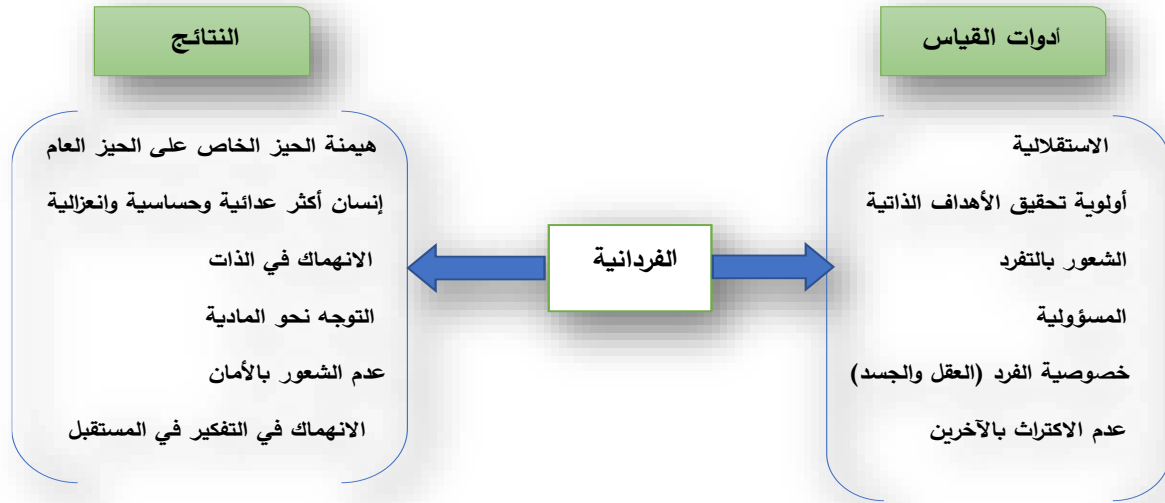 أدوات القياس
الاستقلالية
أولوية تحقيق الأهداف الذاتية
الشعور بالتفرد
المسؤولية
خصوصية الفرد (العقل والجسد)
عدم الاكتراث بالآخرين
الفردانية
النتائج
هيمنة الحيز الخاص على الحيز العام
إنسان أكثر عدائية وحساسية وانعزالية
الانهماك في الذات
التوجه نحو المادية
عدم الشعور بالأمان
الانهماك في التفكير في المستقبل